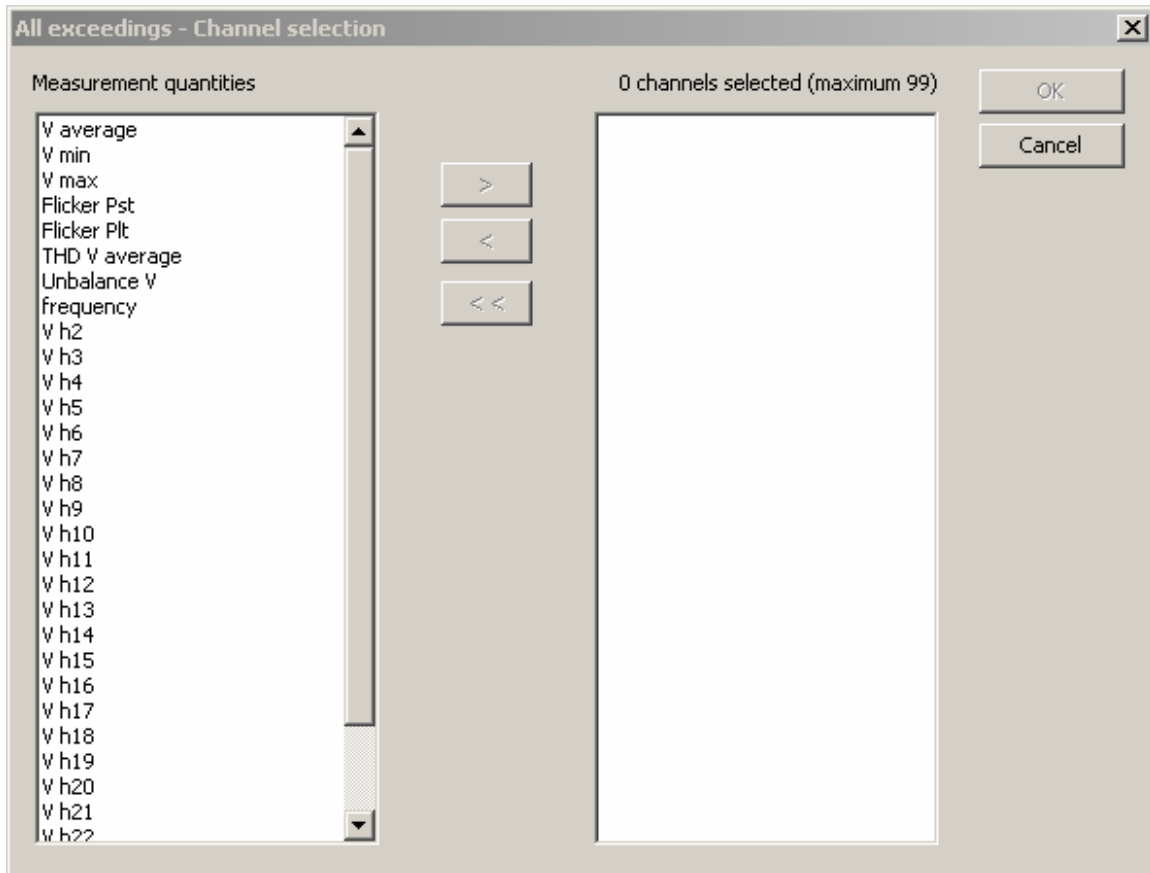 All exceedings - Channel selection
Measurement quantities
0 channels selected (maximum 99)
OK
Cancel
V average
V min
V max
Flicker Pst
Flicker Plt
THD V average
Unbalance V
frequency
V h2
V h3
V h4
V h5
V h6
V h7
V h8
V h9
V h10
V h11
V h12
V h13
V h14
V h15
V h16
V h17
V h18
V h19
V h20
V h21
V h22
>
<
< <